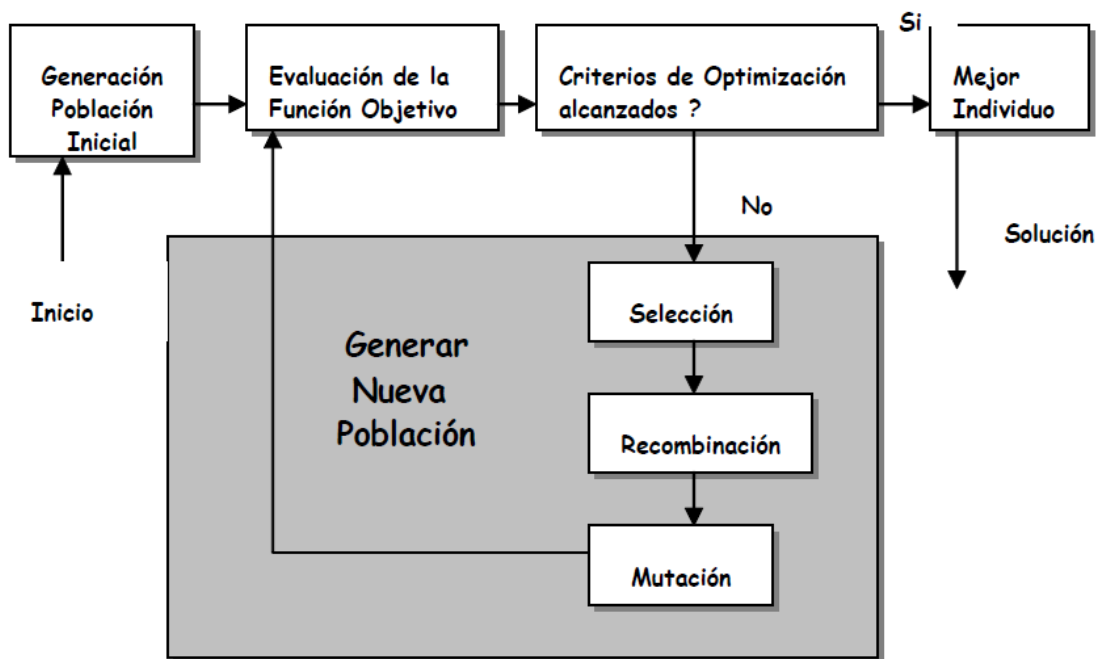 Generación
Población
Inicial
Evaluación de la
Función Objetivo
Criterios de Optimización
alcanzados ?
Si
Mejor
Individuo
No
Solución
Inicio
Generar
Nueva
Población
Selección
Recombinación
Mutación